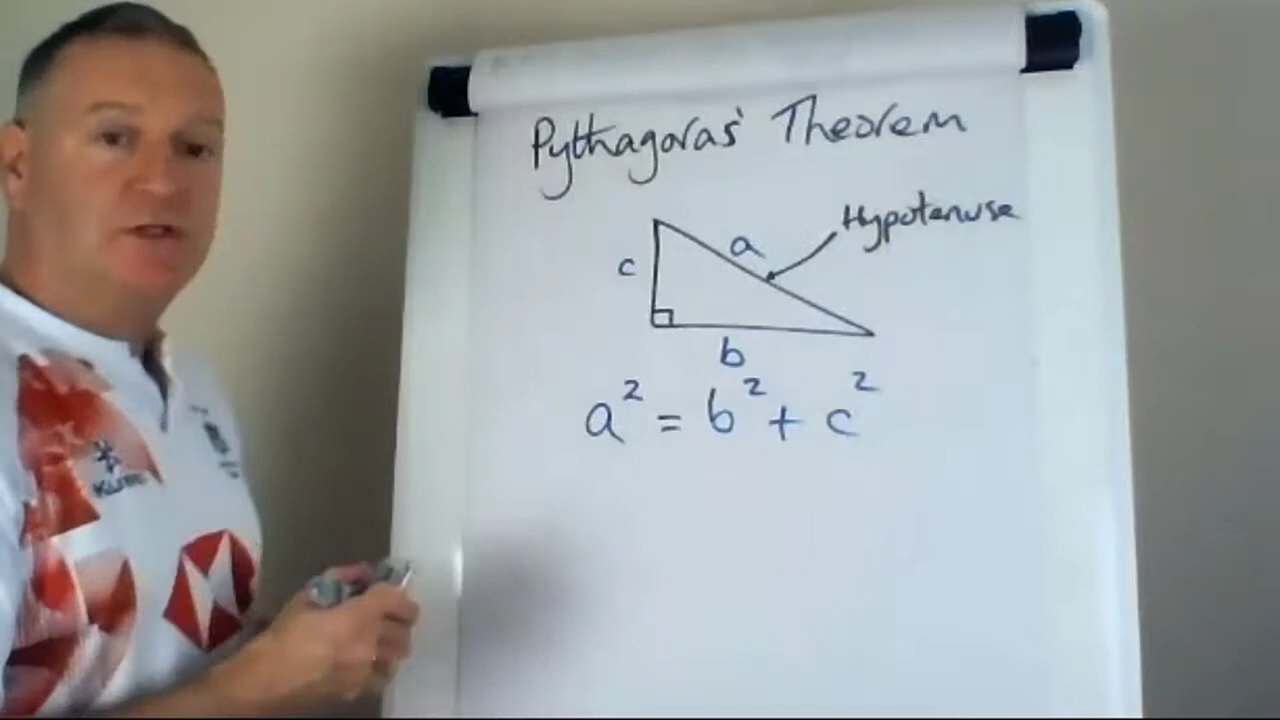 Pythagoras' Theorem
Hypotenuse
a
c
b
a² = b² + c²